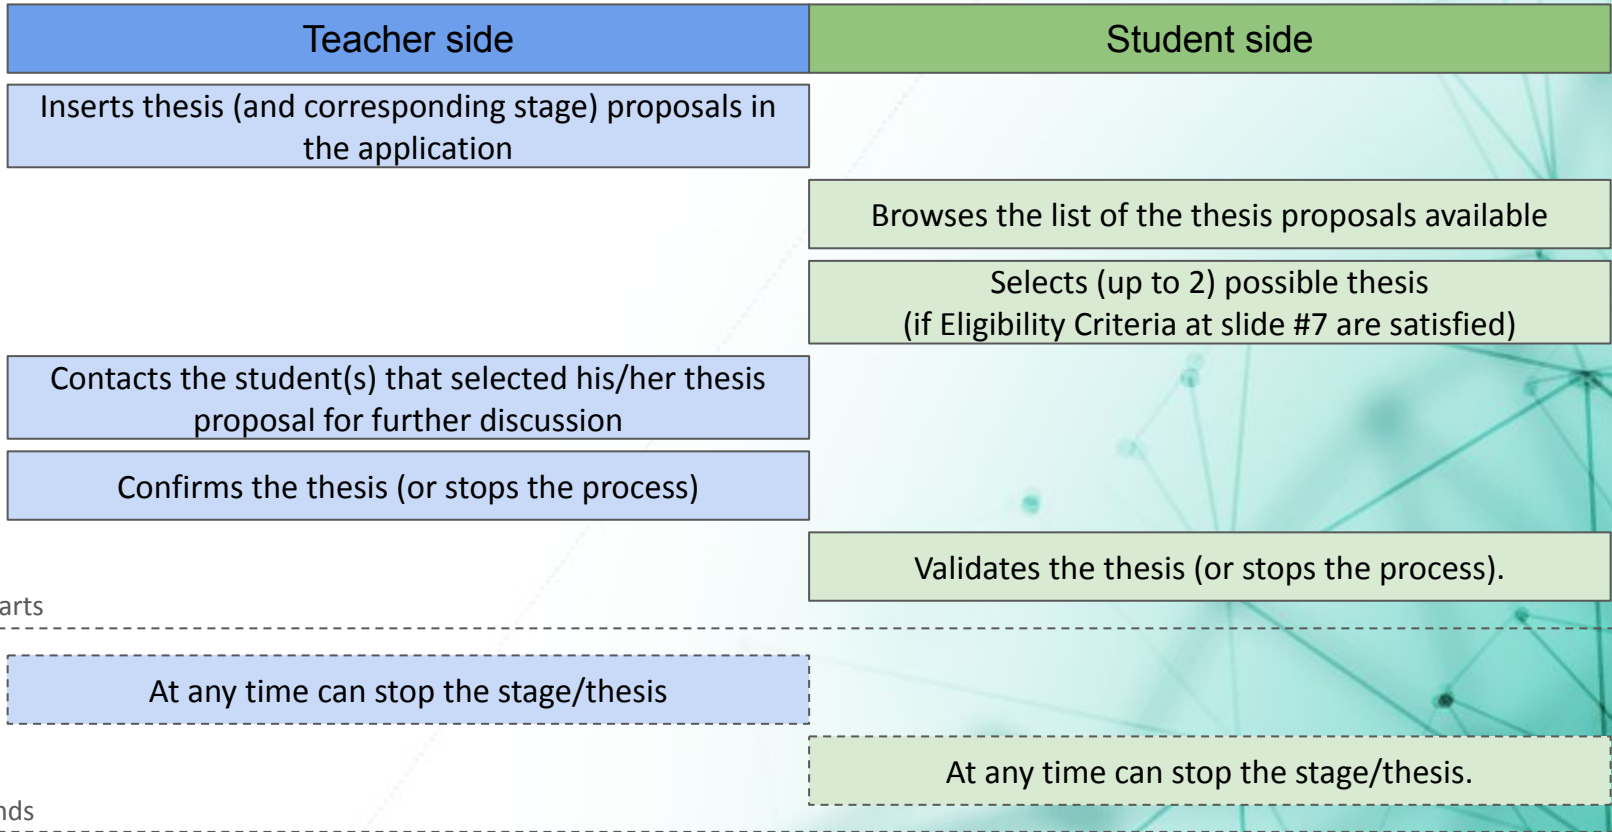 Teacher side
Student side
Inserts thesis (and corresponding stage) proposals in
the application
Browses the list of the thesis proposals available
Selects (up to 2) possible thesis
(if Eligibility Criteria at slide #7 are satisfied)
Contacts the student(s) that selected his/her thesis
proposal for further discussion
Confirms the thesis (or stops the process)
Validates the thesis (or stops the process).
arts
At any time can stop the stage/thesis
At any time can stop the stage/thesis.
nds